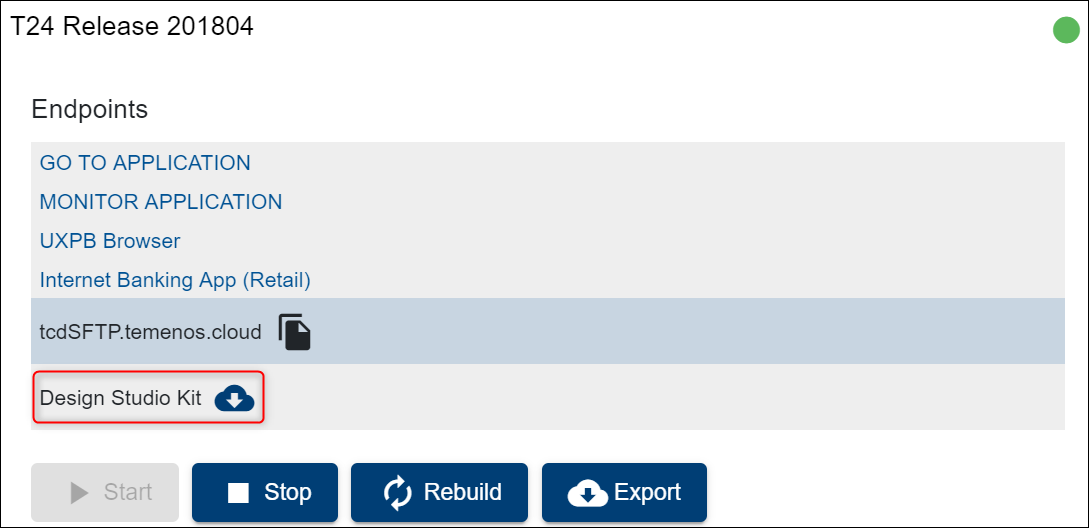 T24 Release 201804
Endpoints
GO TO APPLICATION
MONITOR APPLICATION
UXPB Browser
Internet Banking App (Retail)
tcdSFTP.temenos.cloud
Design Studio Kit
Start Stop Rebuild Export